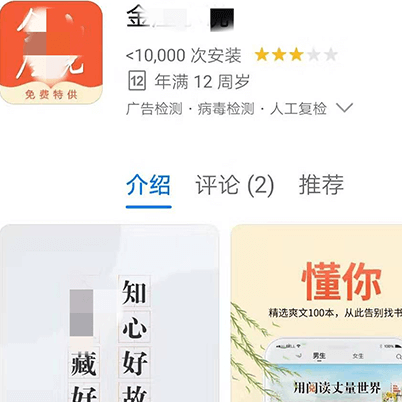 金
免费特供
<10,000 次安装
12 年满 12 周岁
广告检测 · 病毒检测 · 人工复检
介绍 评论 (2) 推荐
知心好故
藏好
懂你
精选爽文100本，从此告别找书
男生 女生
用阅读丈量世界